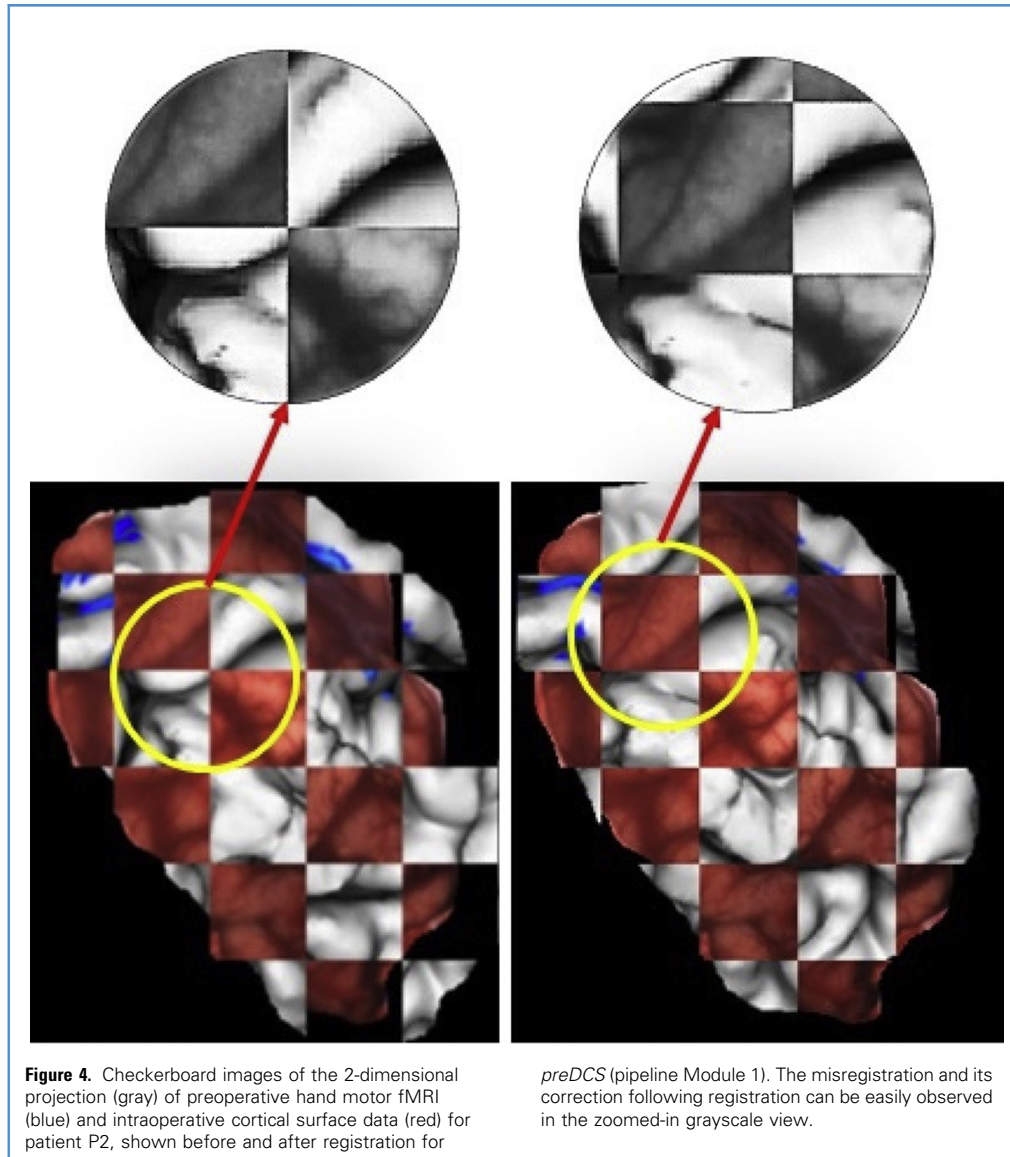 Figure 4. Checkerboard images of the 2-dimensional
projection (gray) of preoperative hand motor fMRI
(blue) and intraoperative cortical surface data (red) for
patient P2, shown before and after registration for
preDCS (pipeline Module 1). The misregistration and its
correction following registration can be easily observed
in the zoomed-in grayscale view.